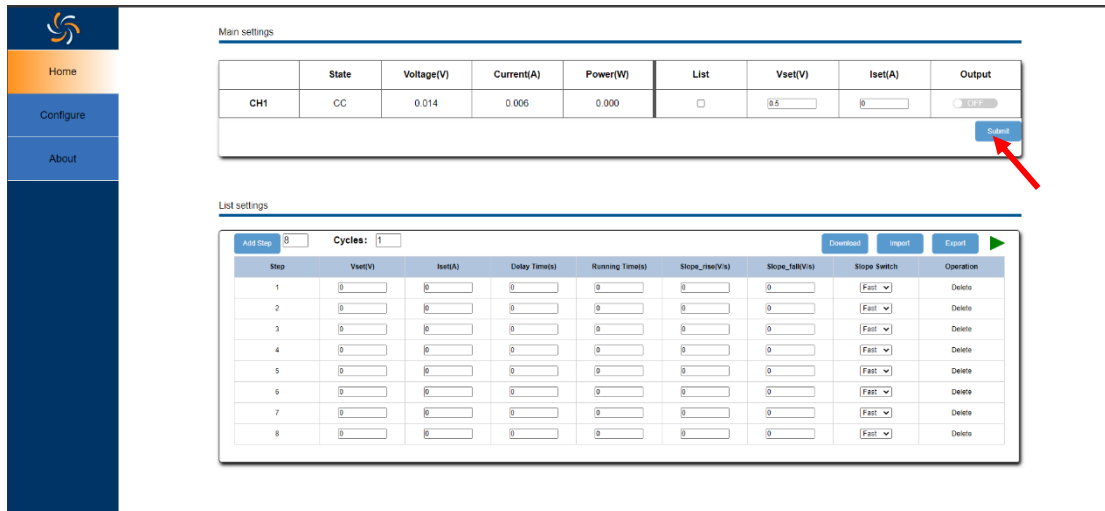 Main settings
Home
State Voltage(V) Current(A) Power(W) List Vset(V) Iset(A) Output
CH1 CC 0.014 0.006 0.000 0.5 0 OFF
Configure
Submit
About
List settings
Add Step 8 Cycles: 1 Download Import Export
Step Vset(V) Iset(A) Delay Time(s) Running Time(s) Slope_rise(V/s) Slope_fall(V/s) Slope Switch Operation
1 0 0 0 0 0 0 Fast Delete
2 0 0 0 0 0 0 Fast Delete
3 0 0 0 0 0 0 Fast Delete
4 0 0 0 0 0 0 Fast Delete
5 0 0 0 0 0 0 Fast Delete
6 0 0 0 0 0 0 Fast Delete
7 0 0 0 0 0 0 Fast Delete
8 0 0 0 0 0 0 Fast Delete